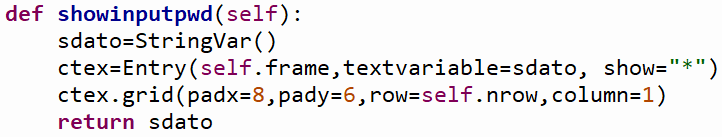 def showinputpwd(self):
    sdato=StringVar()
    ctex=Entry(self.frame,textvariable=sdato, show="*")
    ctex.grid(padx=8,pady=6,row=self.nrow,column=1)
    return sdato